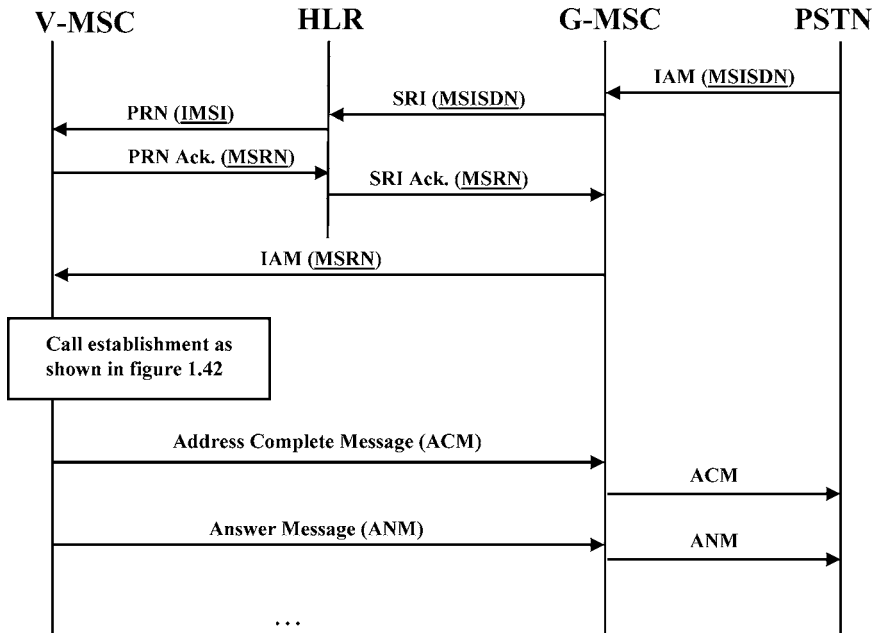 V-MSC HLR G-MSC PSTN
IAM (MSISDN)
SRI (MSISDN)
PRN (IMSI)
PRN Ack. (MSRN)
SRI Ack. (MSRN)
IAM (MSRN)
Call establishment as
shown in figure 1.42
Address Complete Message (ACM)
ACM
Answer Message (ANM)
ANM
...